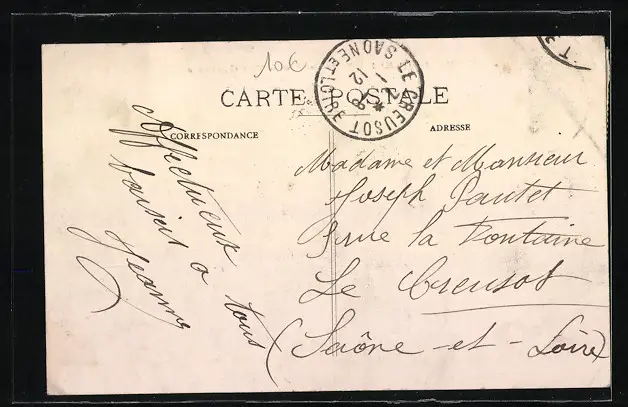 10€
CARTE POSTALE
CORRESPONDANCE
ADRESSE
LE CREUSOT
SAONE ET LOIRE
12
affectueux
baisers a tous
Jeanne
Madame et Monsieur
Joseph Pautet
rue la Fontaine
Le Creusot
(Saône-et-Loire)